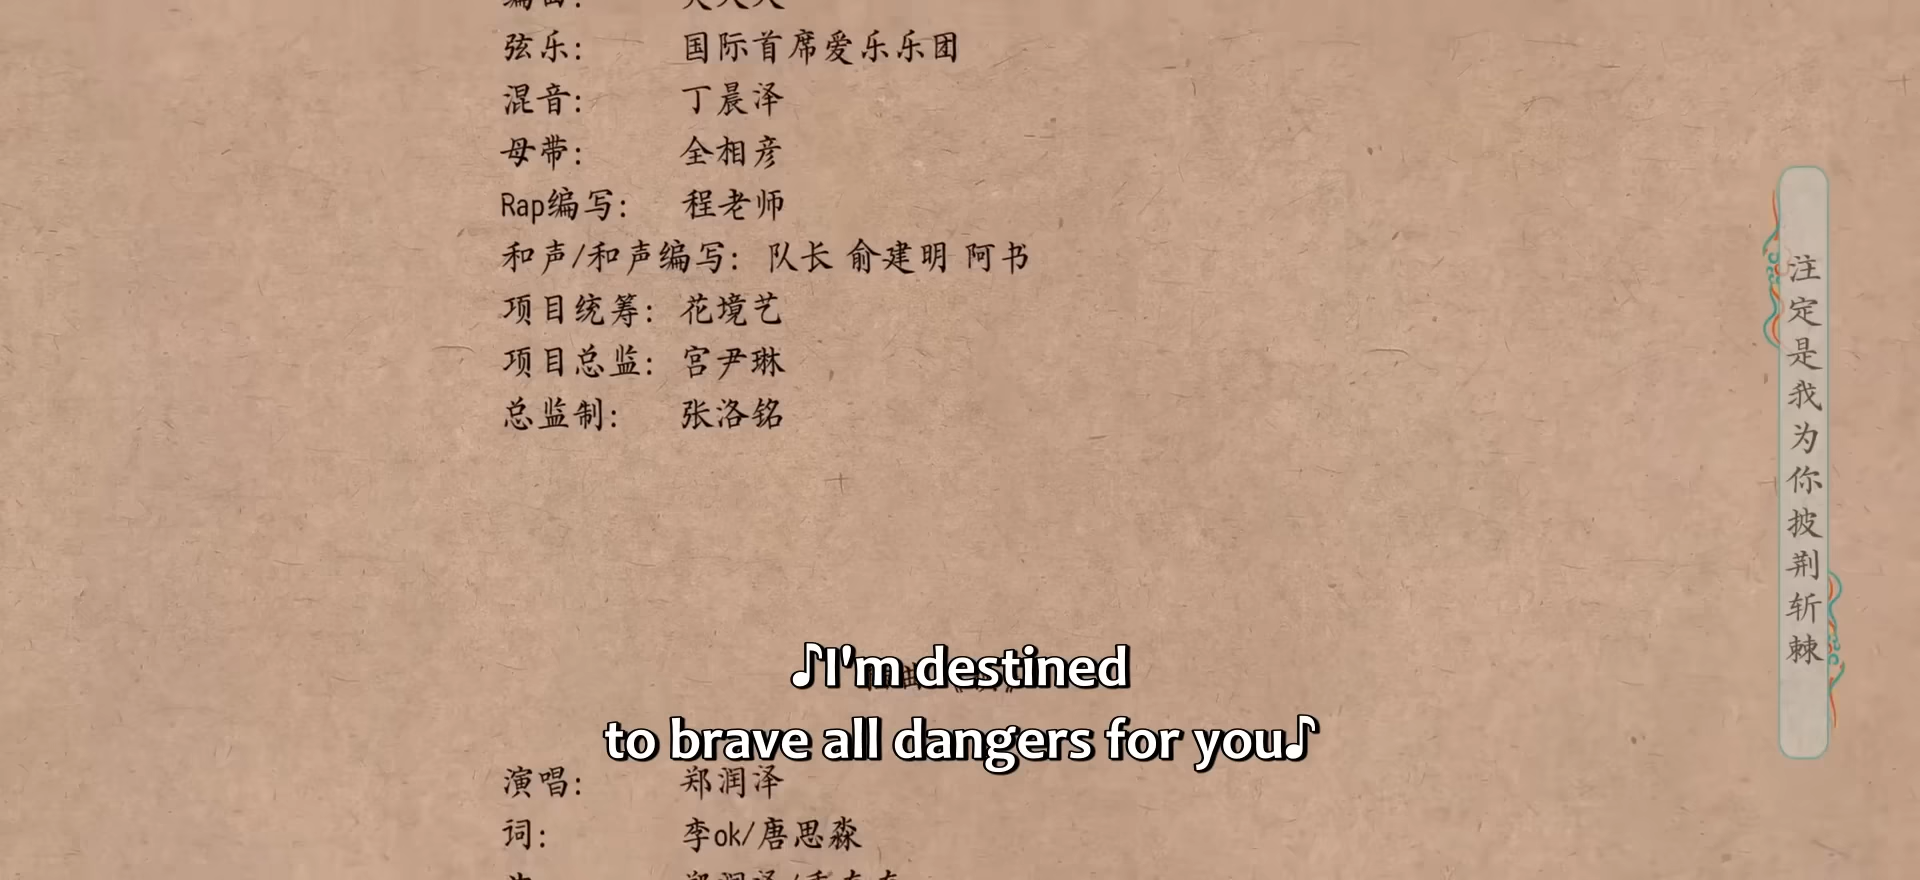 弦乐: 国际首席爱乐乐团
混音: 丁晨泽
母带: 全相彦
Rap编写: 程老师
和声/和声编写: 队长 俞建明 阿书
项目统筹: 花境艺
项目总监: 宫尹琳
总监制: 张洛铭
♪I'm destined
to brave all dangers for you♪
演唱: 郑润泽
词: 李ok/唐思淼
注定是我为你披荆斩棘